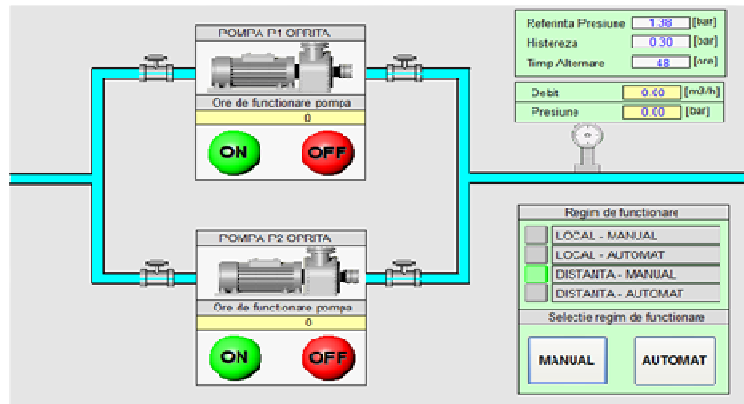 POMPA P1 OPRITA
Ore de functionare pompa
0
ON OFF
POMPA P2 OPRITA
Ore de functionare pompa
0
ON OFF
Referinta Presiune 1.38 [bar]
Histereza 0.30 [bar]
Timp Alternare 48 [ore]
Debit 0.00 [m3/h]
Presiune 0.00 [bar]
Regim de functionare
LOCAL - MANUAL
LOCAL - AUTOMAT
DISTANTA - MANUAL
DISTANTA - AUTOMAT
Selectie regim de functionare
MANUAL AUTOMAT